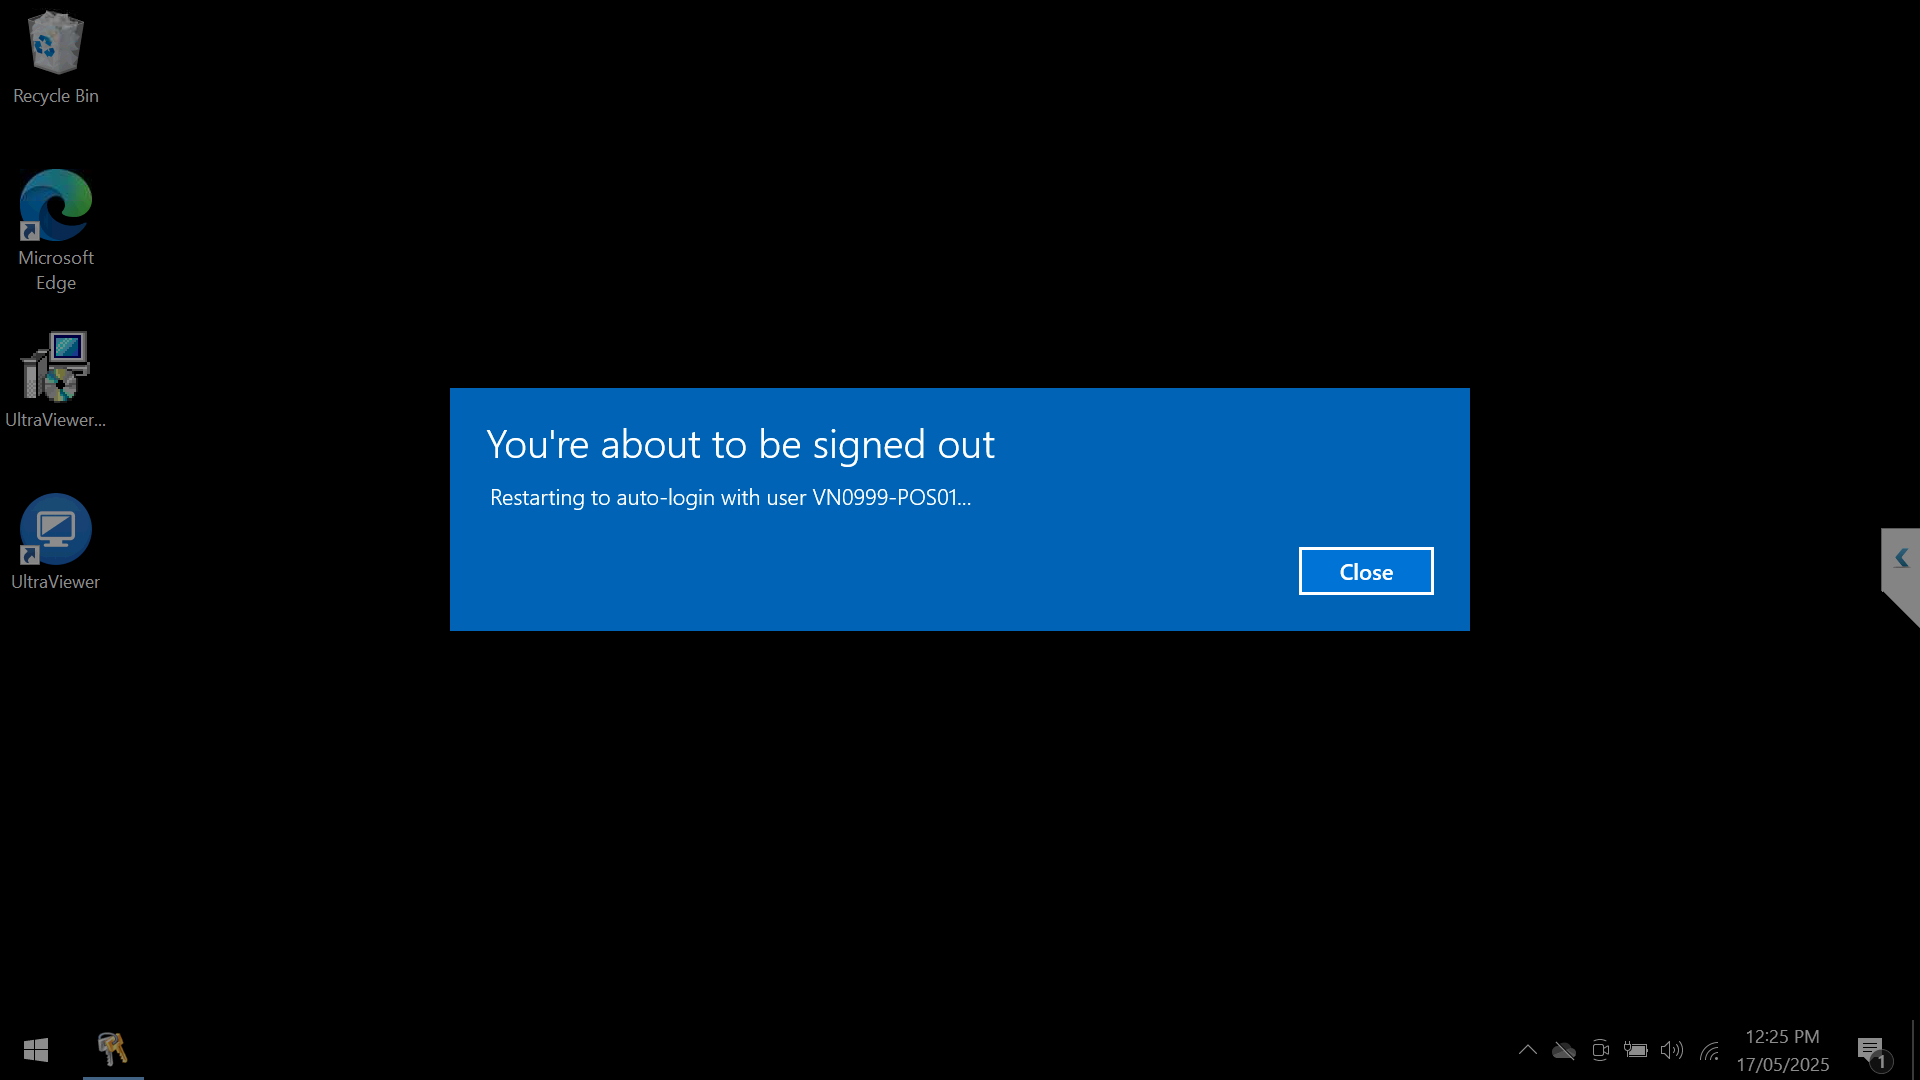 Recycle Bin
Microsoft
Edge
UltraViewer...
UltraViewer
You're about to be signed out
Restarting to auto-login with user VN0999-POS01...
Close
12:25 PM
17/05/2025
1